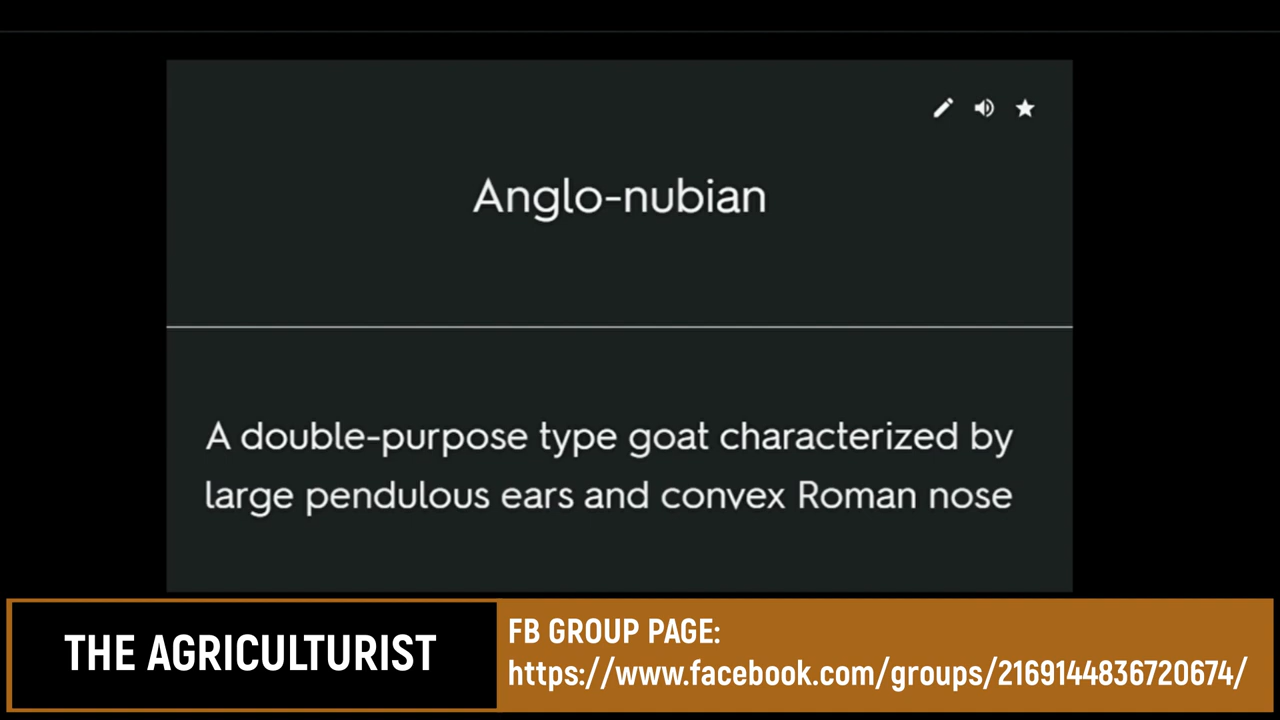 Anglo-nubian
A double-purpose type goat characterized by
large pendulous ears and convex Roman nose
THE AGRICULTURIST
FB GROUP PAGE:
https://www.facebook.com/groups/2169144836720674/